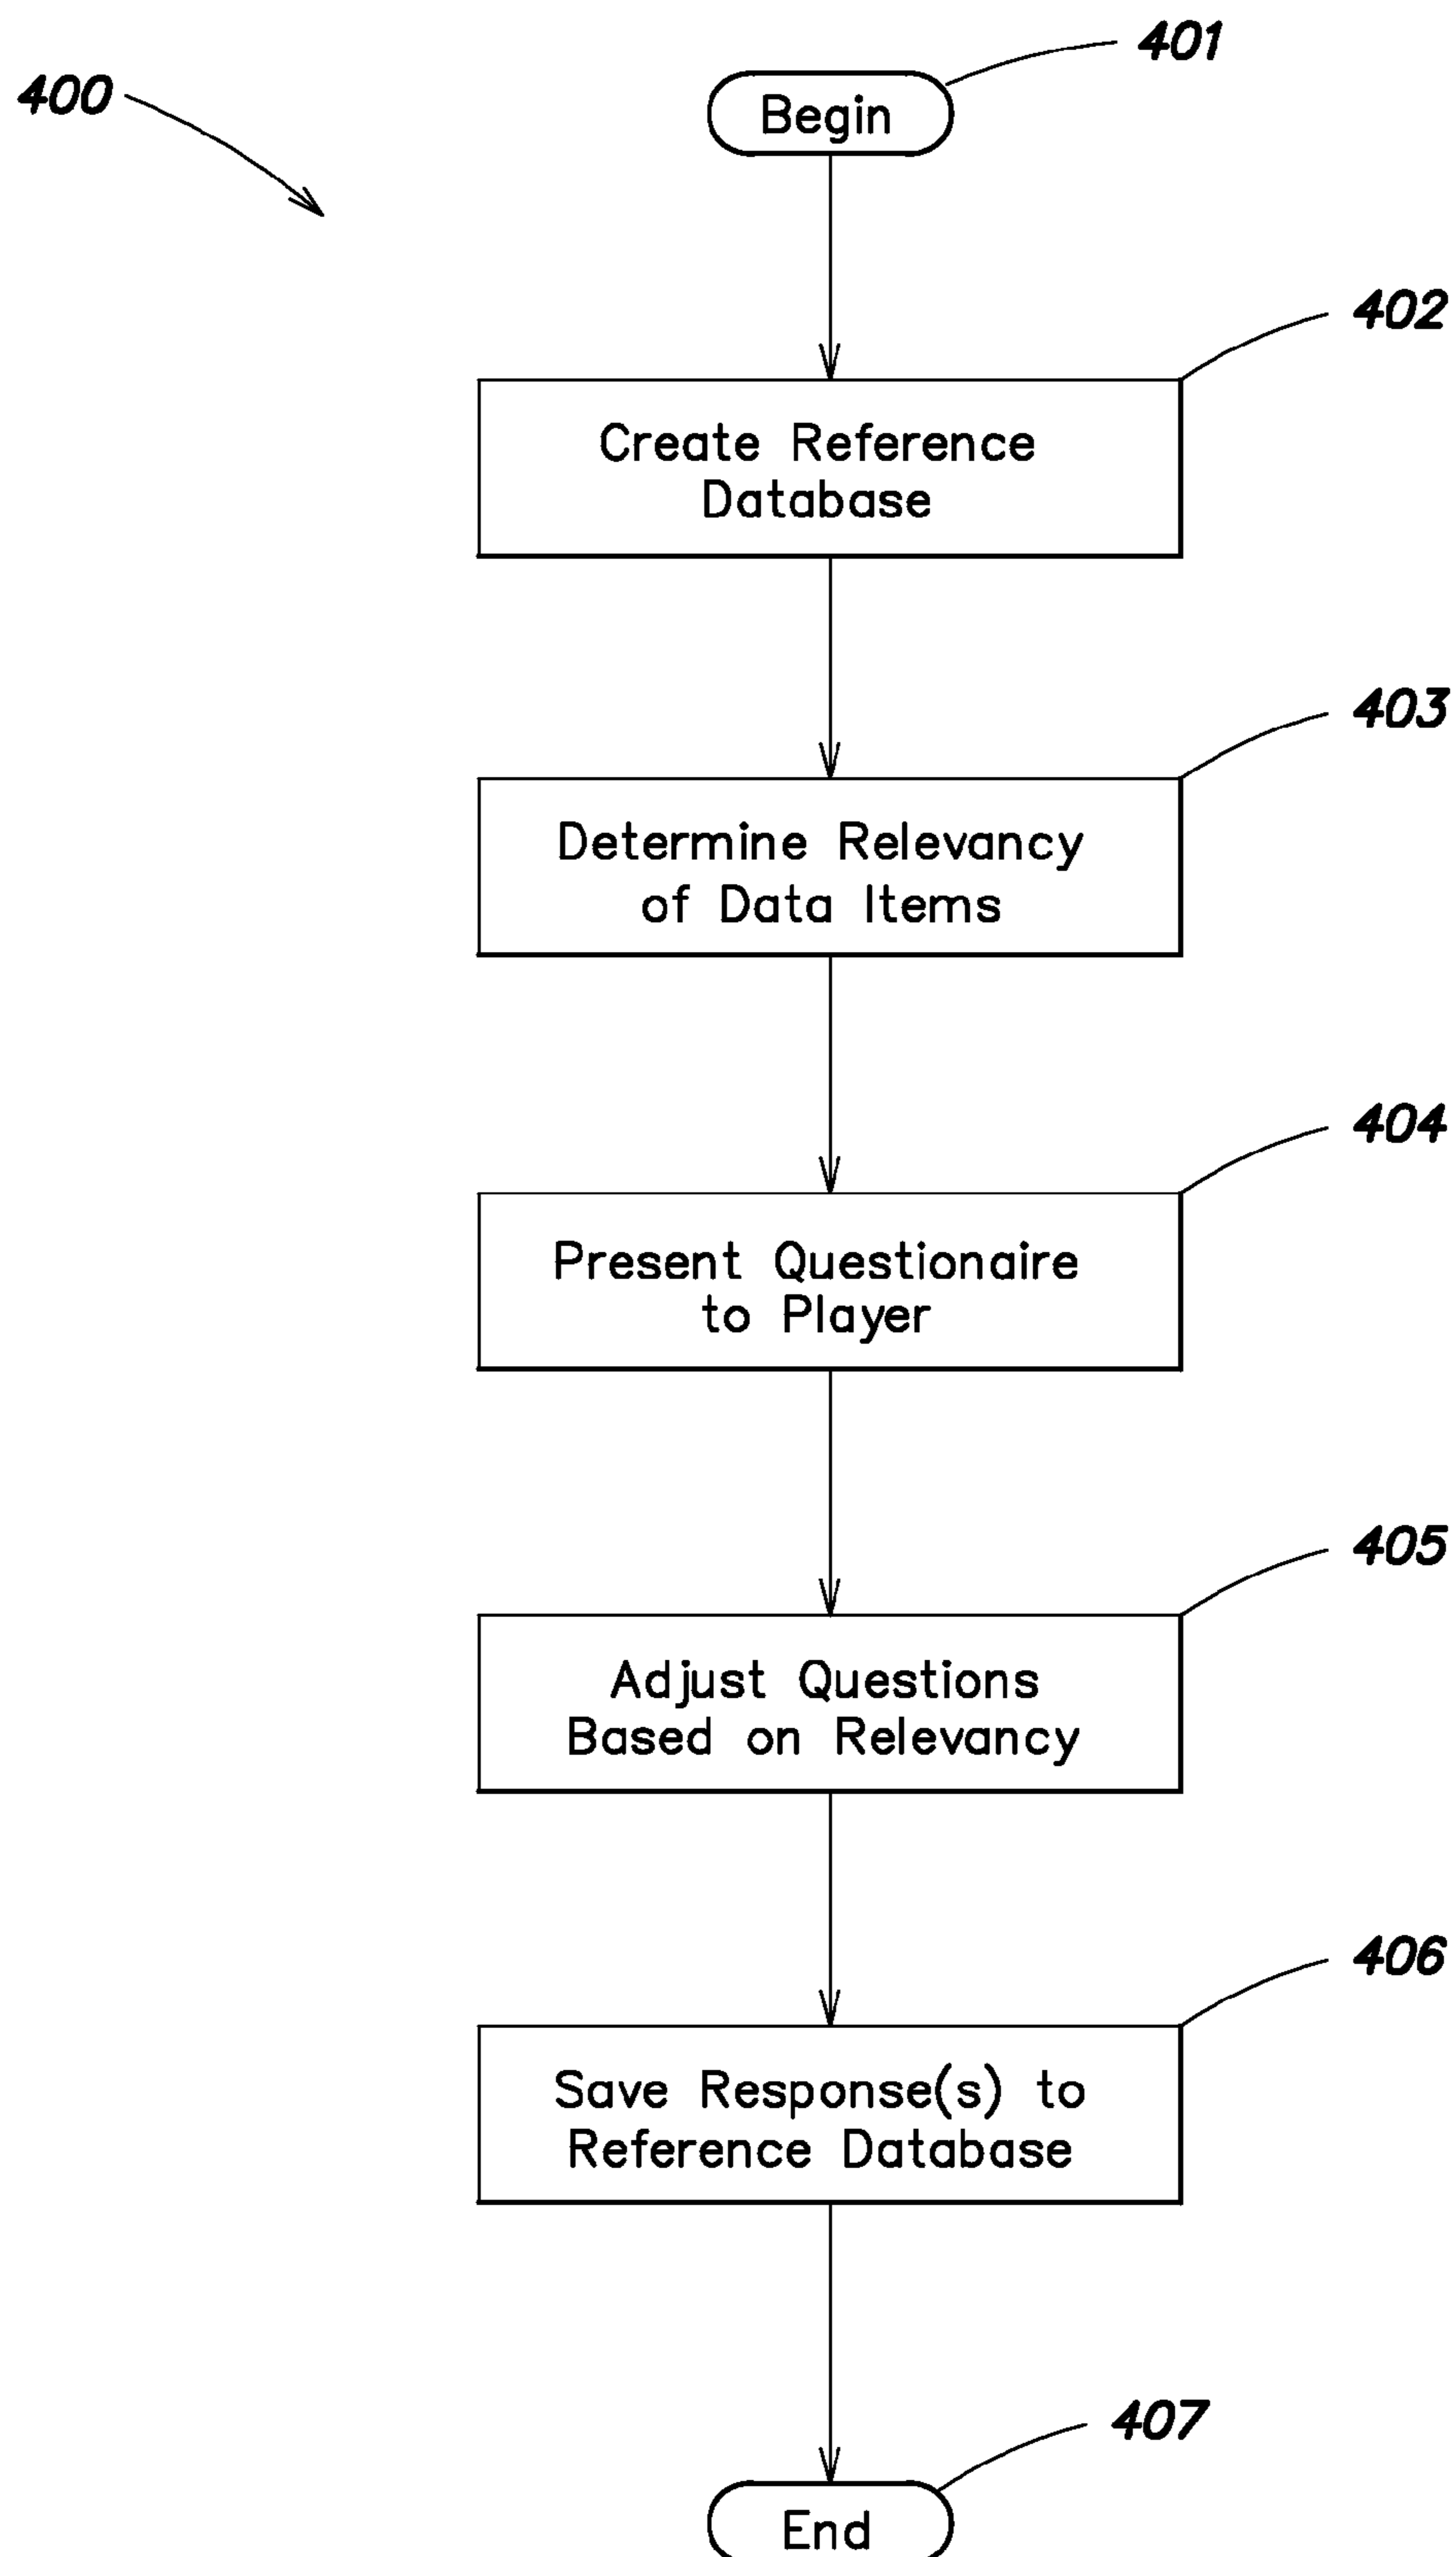 401
400
Begin
402
Create Reference
Database
403
Determine Relevancy
of Data Items
404
Present Questionaire
to Player
405
Adjust Questions
Based on Relevancy
406
Save Response(s) to
Reference Database
407
End